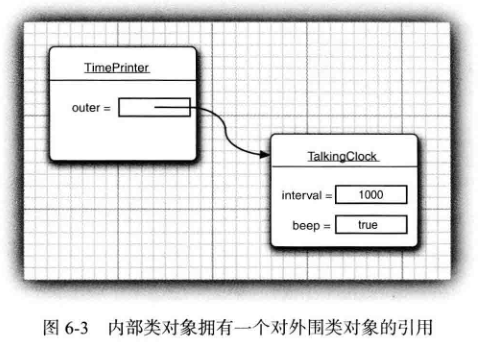 TimePrinter
outer =
TalkingClock
interval = 1000
beep = true
图 6-3 内部类对象拥有一个对外围类对象的引用